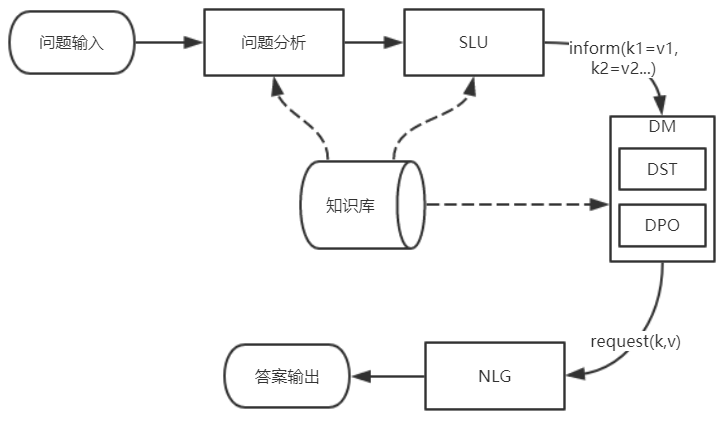 问题输入
问题分析
SLU
inform(k1=v1,
k2=v2...)
DM
DST
知识库
DPO
request(k,v)
答案输出
NLG